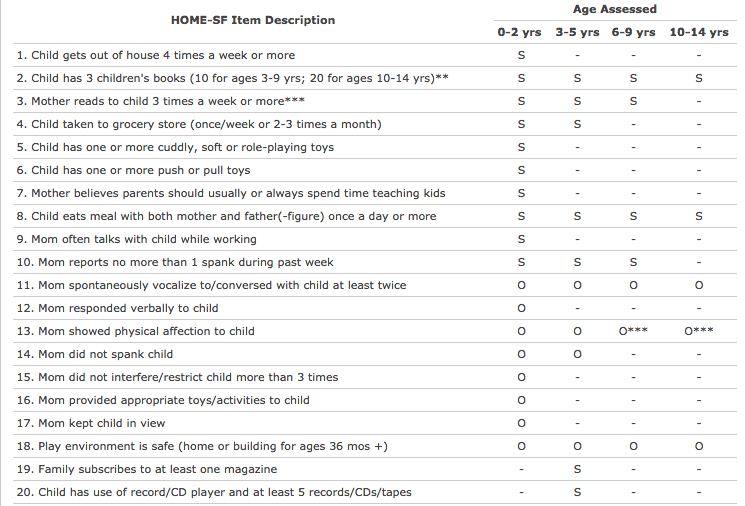 HOME-SF Item Description Age Assessed
0-2 yrs 3-5 yrs 6-9 yrs 10-14 yrs
1. Child gets out of house 4 times a week or more S - - -
2. Child has 3 children's books (10 for ages 3-9 yrs; 20 for ages 10-14 yrs)** S S S S
3. Mother reads to child 3 times a week or more*** S S S -
4. Child taken to grocery store (once/week or 2-3 times a month) S S - -
5. Child has one or more cuddly, soft or role-playing toys S - - -
6. Child has one or more push or pull toys S - - -
7. Mother believes parents should usually or always spend time teaching kids S - - -
8. Child eats meal with both mother and father(-figure) once a day or more S S S S
9. Mom often talks with child while working S - - -
10. Mom reports no more than 1 spank during past week S S S -
11. Mom spontaneously vocalize to/conversed with child at least twice O O O O
12. Mom responded verbally to child O - - -
13. Mom showed physical affection to child O O O*** O***
14. Mom did not spank child O O - -
15. Mom did not interfere/restrict child more than 3 times O - - -
16. Mom provided appropriate toys/activities to child O - - -
17. Mom kept child in view O - - -
18. Play environment is safe (home or building for ages 36 mos +) O O O O
19. Family subscribes to at least one magazine - S - -
20. Child has use of record/CD player and at least 5 records/CDs/tapes - S - -